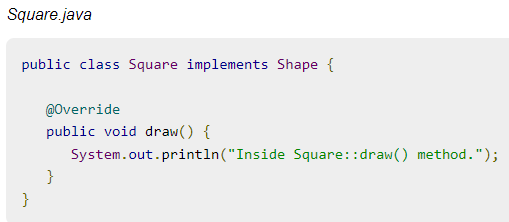 Square.java
public class Square implements Shape {
@Override
public void draw() {
System.out.println("Inside Square::draw() method.");
}
}